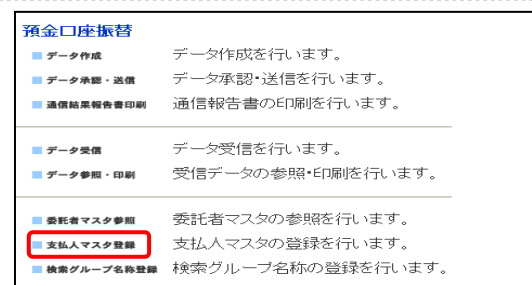 預金口座振替
データ作成 データ作成を行います。
データ承認・送信 データ承認・送信を行います。
通信結果報告書印刷 通信報告書の印刷を行います。
データ受信 データ受信を行います。
データ参照・印刷 受信データの参照・印刷を行います。
委託者マスタ参照 委託者マスタの参照を行います。
支払人マスタ登録 支払人マスタの登録を行います。
検索グループ名称登録 検索グループ名称の登録を行います。